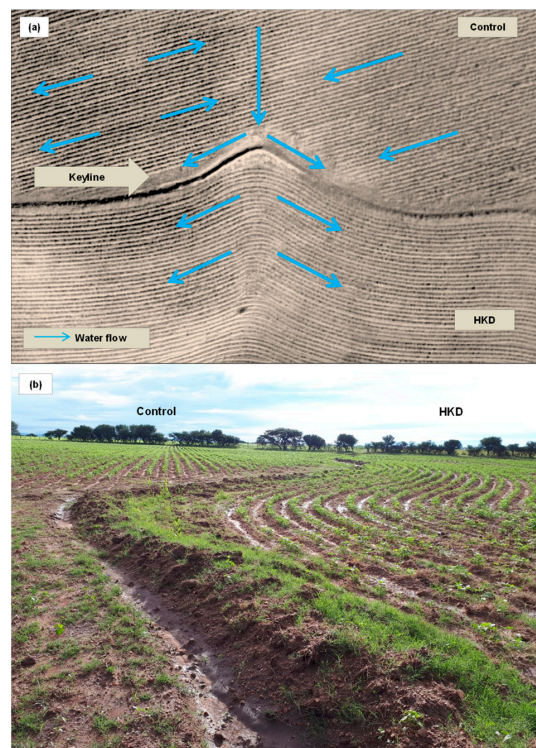 (a)
Control
Keyline
Water flow
HKD
(b)
Control
HKD